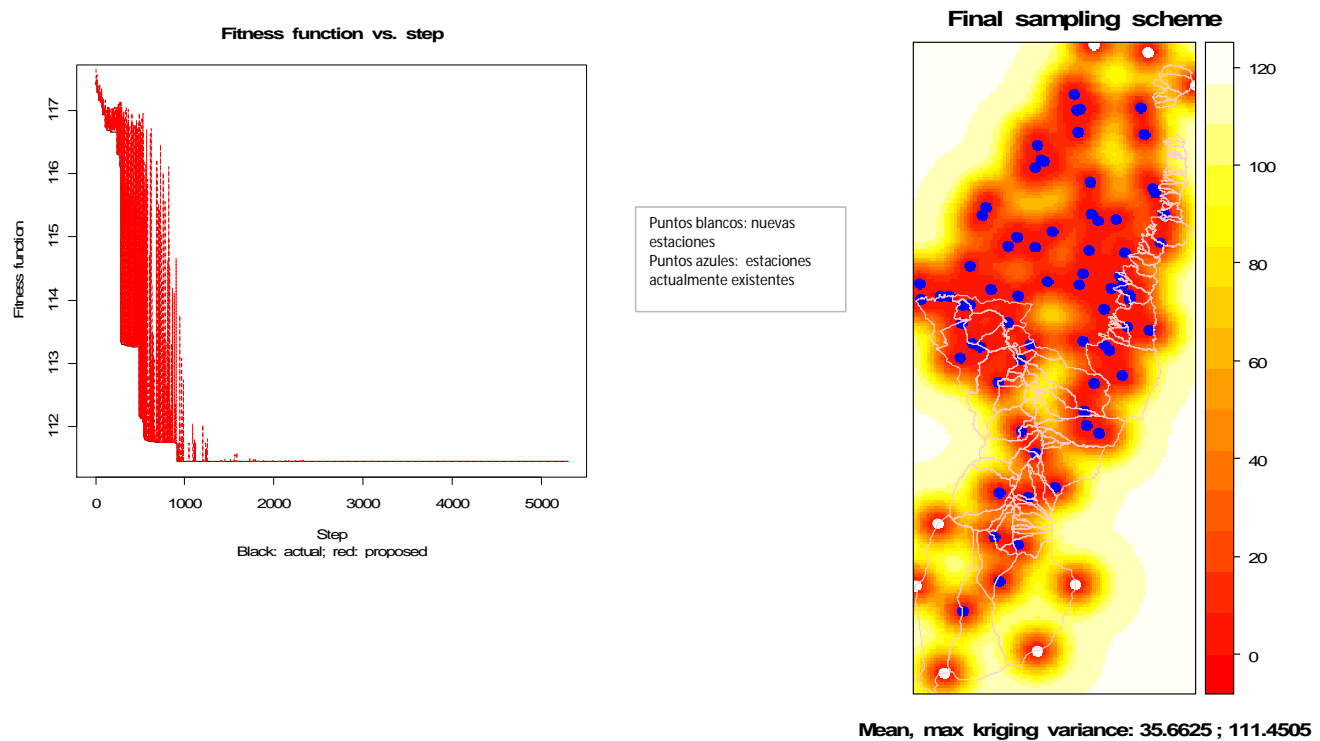 Fitness function vs. step
Fitness function
117
116
115
114
113
112
0
1000
2000
3000
4000
5000
Step
Black: actual; red: proposed
Puntos blancos: nuevas
estaciones
Puntos azules: estaciones
actualmente existentes
Final sampling scheme
120
100
80
60
40
20
0
Mean, max kriging variance: 35.6625 ; 111.4505